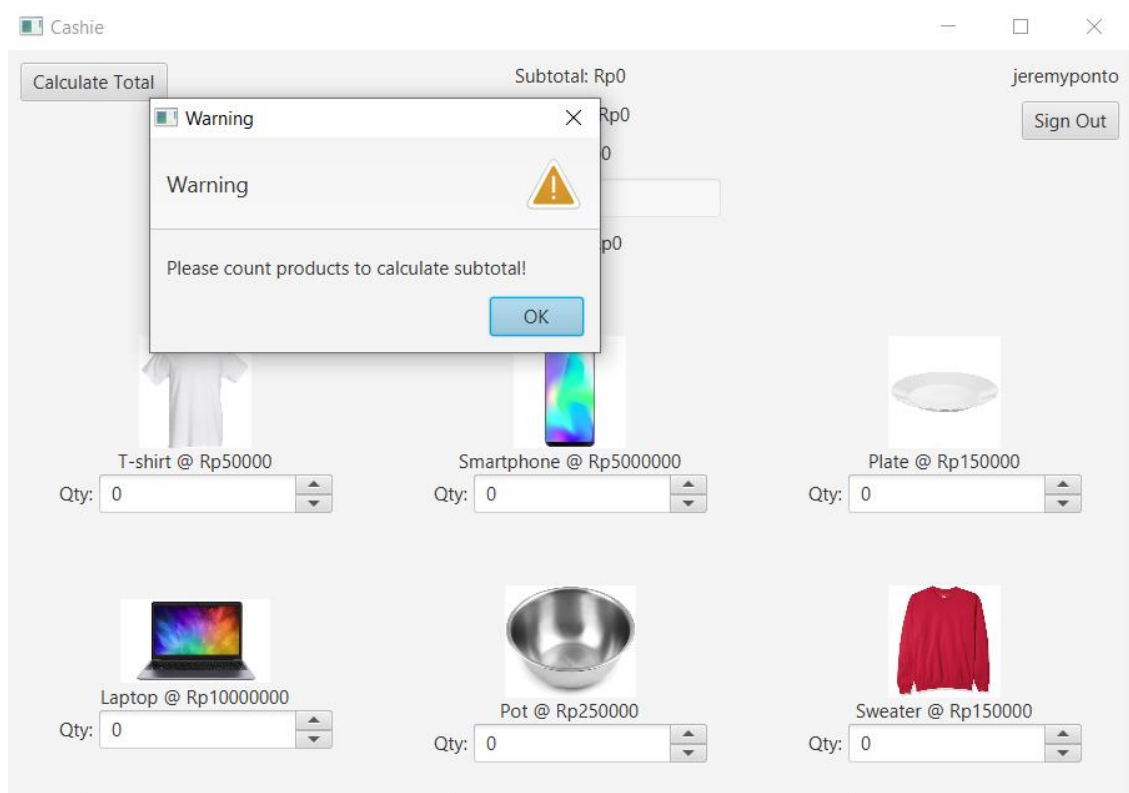 Cashie
Calculate Total
Subtotal: Rp0
jeremyponto
Warning
Rp0
Sign Out
Warning
Please count products to calculate subtotal!
OK
T-shirt @ Rp50000
Smartphone @ Rp5000000
Plate @ Rp150000
Qty: 0
Qty: 0
Qty: 0
Laptop @ Rp10000000
Pot @ Rp250000
Sweater @ Rp150000
Qty: 0
Qty: 0
Qty: 0